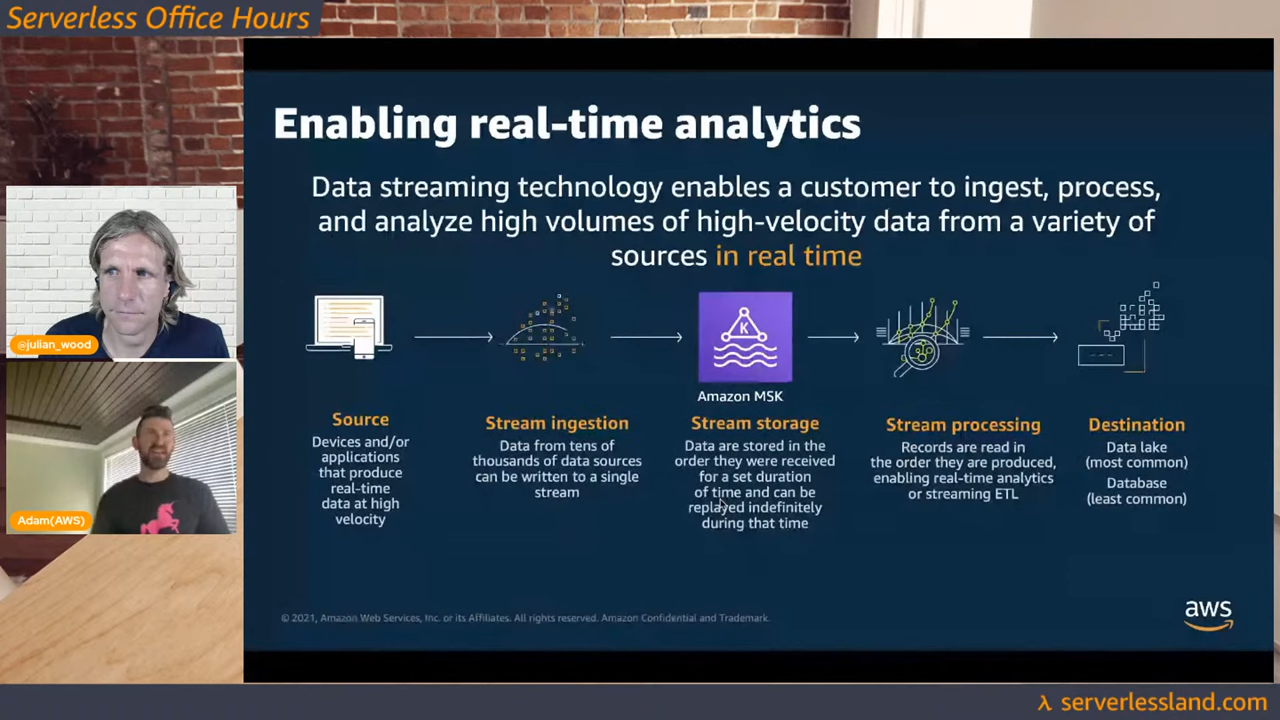 Serverless Office Hours
Enabling real-time analytics
Data streaming technology enables a customer to ingest, process,
and analyze high volumes of high-velocity data from a variety of
sources in real time
K
Amazon MSK
Source
Devices and/or
applications
that produce
real-time
data at high
velocity
Stream ingestion
Data from tens of
thousands of data sources
can be written to a single
stream
Stream storage
Data are stored in the
order they were received
for a set duration
of time and can be
replayed indefinitely
during that time
Stream processing
Records are read in
the order they are produced,
enabling real-time analytics
or streaming ETL
Destination
Data lake
(most common)
Database
(least common)
@julian_wood
Adam(AWS)
© 2021, Amazon Web Services, Inc. or its Affiliates. All rights reserved. Amazon Confidential and Trademark.
aws
λ serverlessland.com